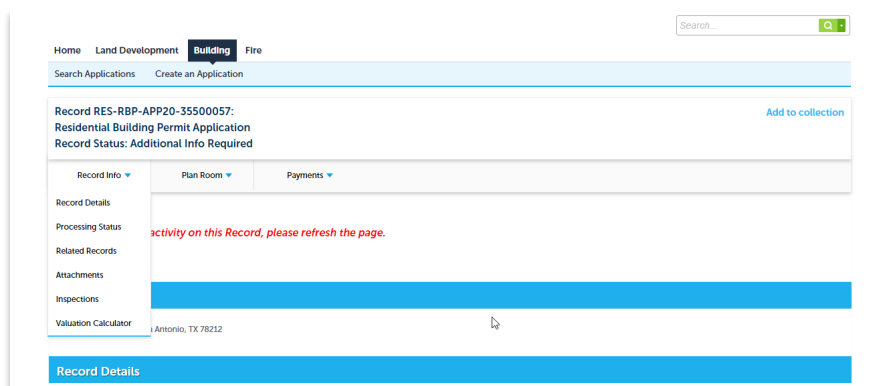 Search...
Home Land Development Building Fire
Search Applications Create an Application
Record RES-RBP-APP20-35500057:
Add to collection
Residential Building Permit Application
Record Status: Additional Info Required
Record Info Plan Room Payments
Record Details
Processing Status
activity on this Record, please refresh the page.
Related Records
Attachments
Inspections
Valuation Calculator
Antonio, TX 78212
Record Details